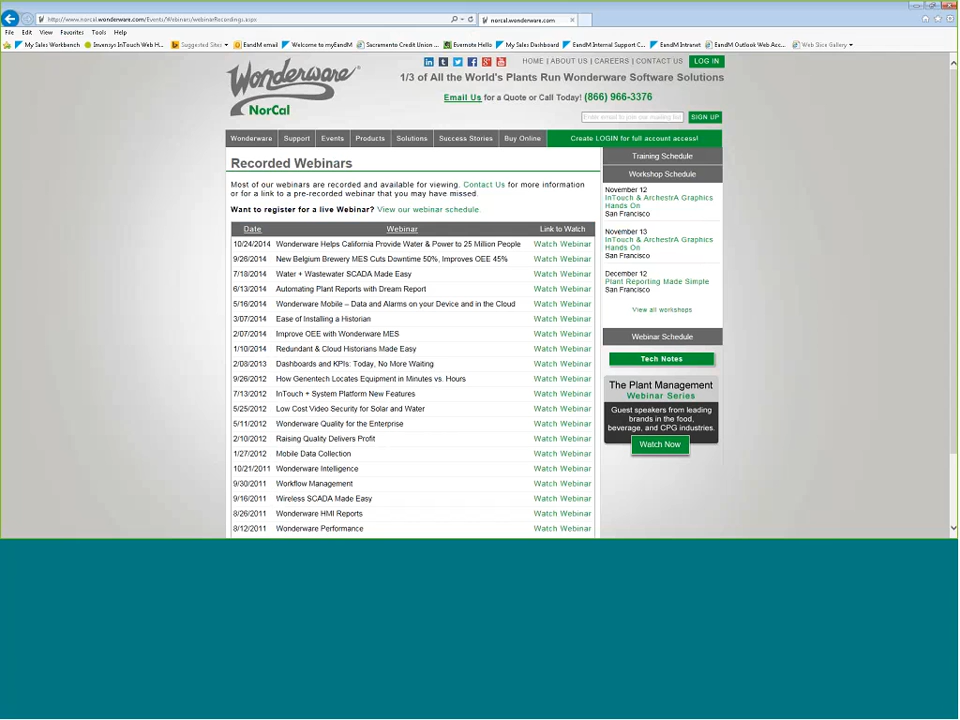 http://www.norcal.wonderware.com/Events/Webinars/webinarRecordings.aspx
norcal.wonderware.com
File Edit View Favorites Tools Help
My Sales Workbench Invensys InTouch Web H... Suggested Sites EandM email Welcome to myEandM Sacramento Credit Union ... Evernote Hello My Sales Dashboard EandM Internal Support C... EandM Intranet EandM Outlook Web Acc... Web Slice Gallery
HOME | ABOUT US | CAREERS | CONTACT US LOG IN
Wonderware
NorCal
1/3 of All the World's Plants Run Wonderware Software Solutions
Email Us for a Quote or Call Today! (866) 966-3376
Enter email to join our mailing list SIGN UP
Wonderware Support Events Products Solutions Success Stories Buy Online Create LOGIN for full account access!
Recorded Webinars
Most of our webinars are recorded and available for viewing. Contact Us for more information
or for a link to a pre-recorded webinar that you may have missed.
Want to register for a live Webinar? View our webinar schedule.
Date Webinar Link to Watch
10/24/2014 Wonderware Helps California Provide Water & Power to 25 Million People Watch Webinar
9/26/2014 New Belgium Brewery MES Cuts Downtime 50%, Improves OEE 45% Watch Webinar
7/18/2014 Water + Wastewater SCADA Made Easy Watch Webinar
6/13/2014 Automating Plant Reports with Dream Report Watch Webinar
5/16/2014 Wonderware Mobile – Data and Alarms on your Device and in the Cloud Watch Webinar
3/07/2014 Ease of Installing a Historian Watch Webinar
2/07/2014 Improve OEE with Wonderware MES Watch Webinar
1/10/2014 Redundant & Cloud Historians Made Easy Watch Webinar
2/08/2013 Dashboards and KPIs: Today, No More Waiting Watch Webinar
9/26/2012 How Genentech Locates Equipment in Minutes vs. Hours Watch Webinar
7/13/2012 InTouch + System Platform New Features Watch Webinar
5/25/2012 Low Cost Video Security for Solar and Water Watch Webinar
5/11/2012 Wonderware Quality for the Enterprise Watch Webinar
2/10/2012 Raising Quality Delivers Profit Watch Webinar
1/27/2012 Mobile Data Collection Watch Webinar
10/21/2011 Wonderware Intelligence Watch Webinar
9/30/2011 Workflow Management Watch Webinar
9/16/2011 Wireless SCADA Made Easy Watch Webinar
8/26/2011 Wonderware HMI Reports Watch Webinar
8/12/2011 Wonderware Performance Watch Webinar
Training Schedule
Workshop Schedule
November 12
InTouch & ArchestrA Graphics
Hands On
San Francisco
November 13
InTouch & ArchestrA Graphics
Hands On
San Francisco
December 12
Plant Reporting Made Simple
San Francisco
View all workshops
Webinar Schedule
Tech Notes
The Plant Management
Webinar Series
Guest speakers from leading
brands in the food,
beverage, and CPG industries.
Watch Now